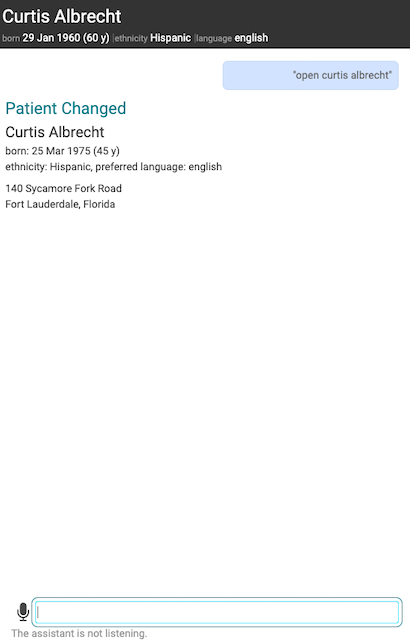 Curtis Albrecht
born 29 Jan 1960 (60 y) |ethnicity Hispanic |language english
"open curtis albrecht"
Patient Changed
Curtis Albrecht
born: 25 Mar 1975 (45 y)
ethnicity: Hispanic, preferred language: english
140 Sycamore Fork Road
Fort Lauderdale, Florida
The assistant is not listening.